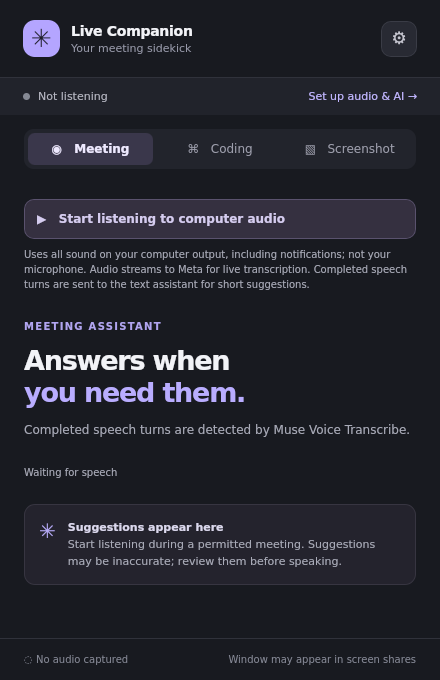 Live Companion
Your meeting sidekick
Not listening
Set up audio & AI →
Meeting
Coding
Screenshot
Start listening to computer audio
Uses all sound on your computer output, including notifications; not your
microphone. Audio streams to Meta for live transcription. Completed speech
turns are sent to the text assistant for short suggestions.
MEETING ASSISTANT
Answers when
you need them.
Completed speech turns are detected by Muse Voice Transcribe.
Waiting for speech
Suggestions appear here
Start listening during a permitted meeting. Suggestions
may be inaccurate; review them before speaking.
No audio captured
Window may appear in screen shares